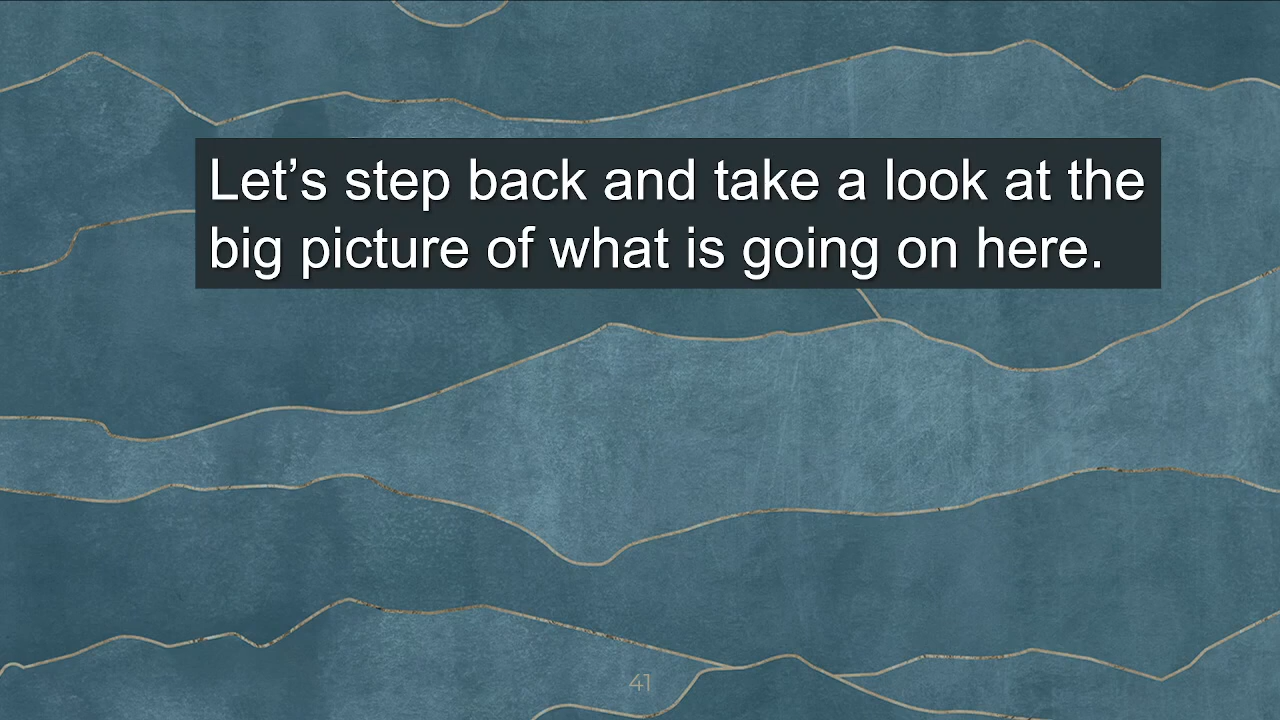 Let’s step back and take a look at the
big picture of what is going on here.
41